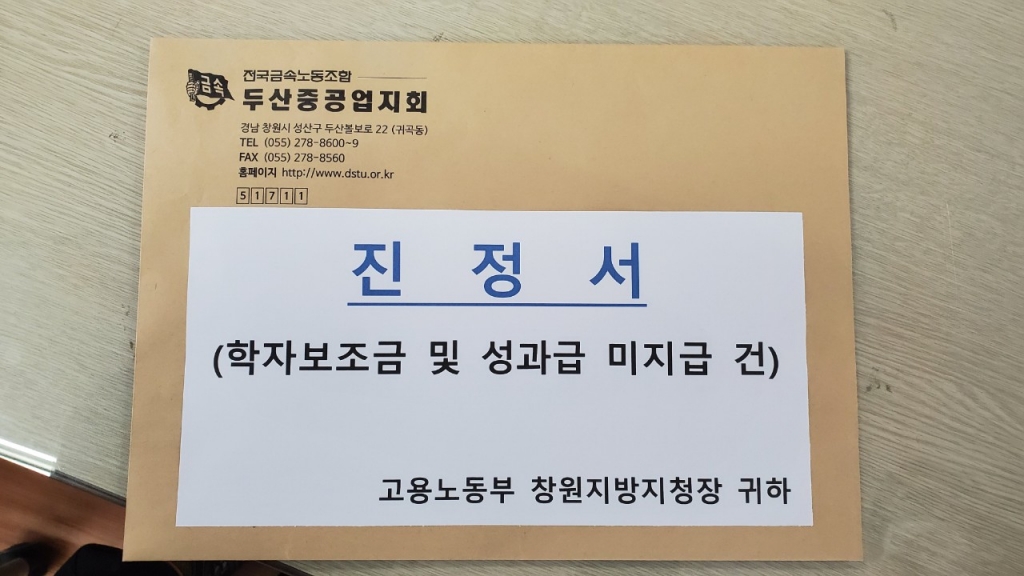 금속
전국금속노동조합
두산중공업지회
경남 창원시 성산구 두산볼보로 22 (귀곡동)
TEL (055) 278-8600~9
FAX (055) 278-8560
홈페이지 http://www.dstu.or.kr
51711
진 정 서
(학자보조금 및 성과급 미지급 건)
고용노동부 창원지방지청장 귀하